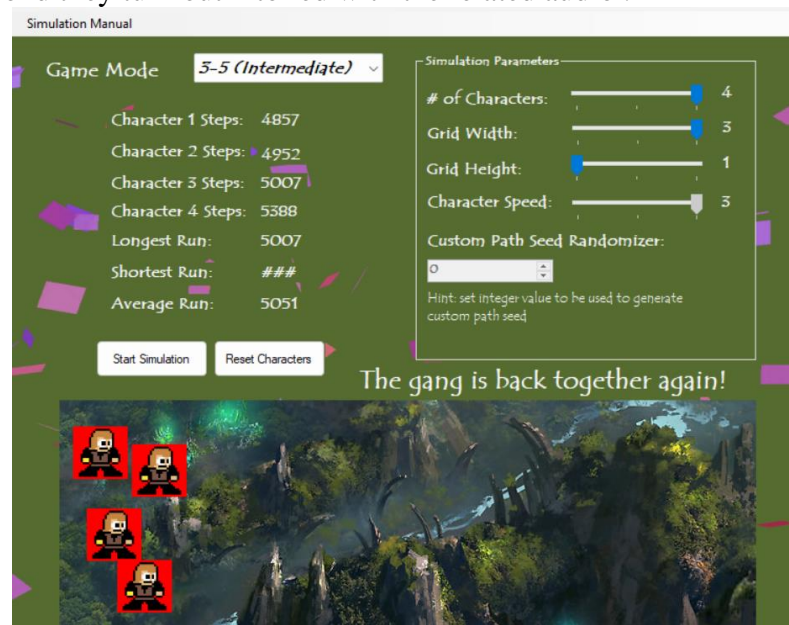 Simulation Manual
Game Mode 3-5 (Intermediate)
Character 1 Steps: 4857
Character 2 Steps: 4952
Character 3 Steps: 5007
Character 4 Steps: 5388
Longest Run: 5007
Shortest Run: ###
Average Run: 5051
Start Simulation Reset Characters
Simulation Parameters
# of Characters: 4
Grid Width: 3
Grid Height: 1
Character Speed: 3
Custom Path Seed Randomizer:
0
Hint: set integer value to be used to generate
custom path seed
The gang is back together again!